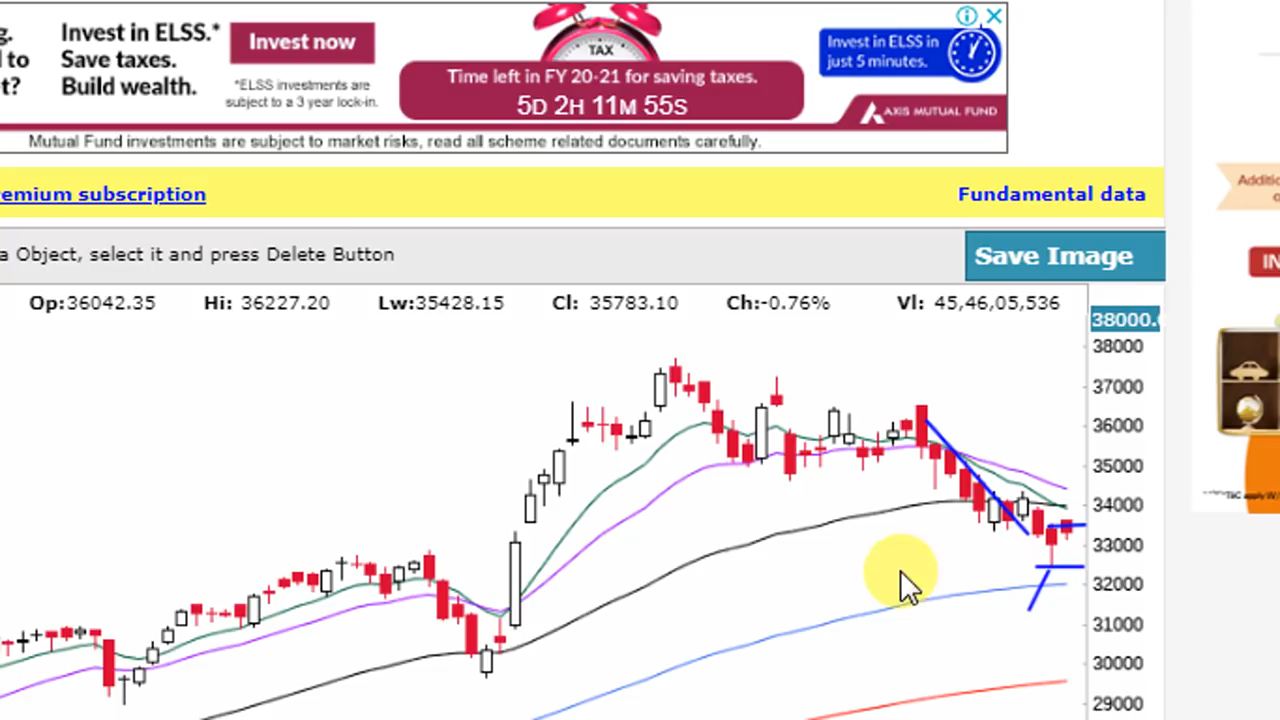 g.
l to
t?
Invest in ELSS.*
Save taxes.
Build wealth.
Invest now
*ELSS investments are
subject to a 3 year lock-in.
TAX
Time left in FY 20-21 for saving taxes.
5D 2H 11M 55S
Invest in ELSS in
just 5 minutes.
AXIS MUTUAL FUND
Mutual Fund investments are subject to market risks, read all scheme related documents carefully.
emium subscription
Fundamental data
a Object, select it and press Delete Button
Save Image
Op:36042.35 Hi: 36227.20 Lw:35428.15 Cl: 35783.10 Ch:-0.76% Vl: 45,46,05,536
38000.
38000
37000
36000
35000
34000
33000
32000
31000
30000
29000
Additio
o
IN